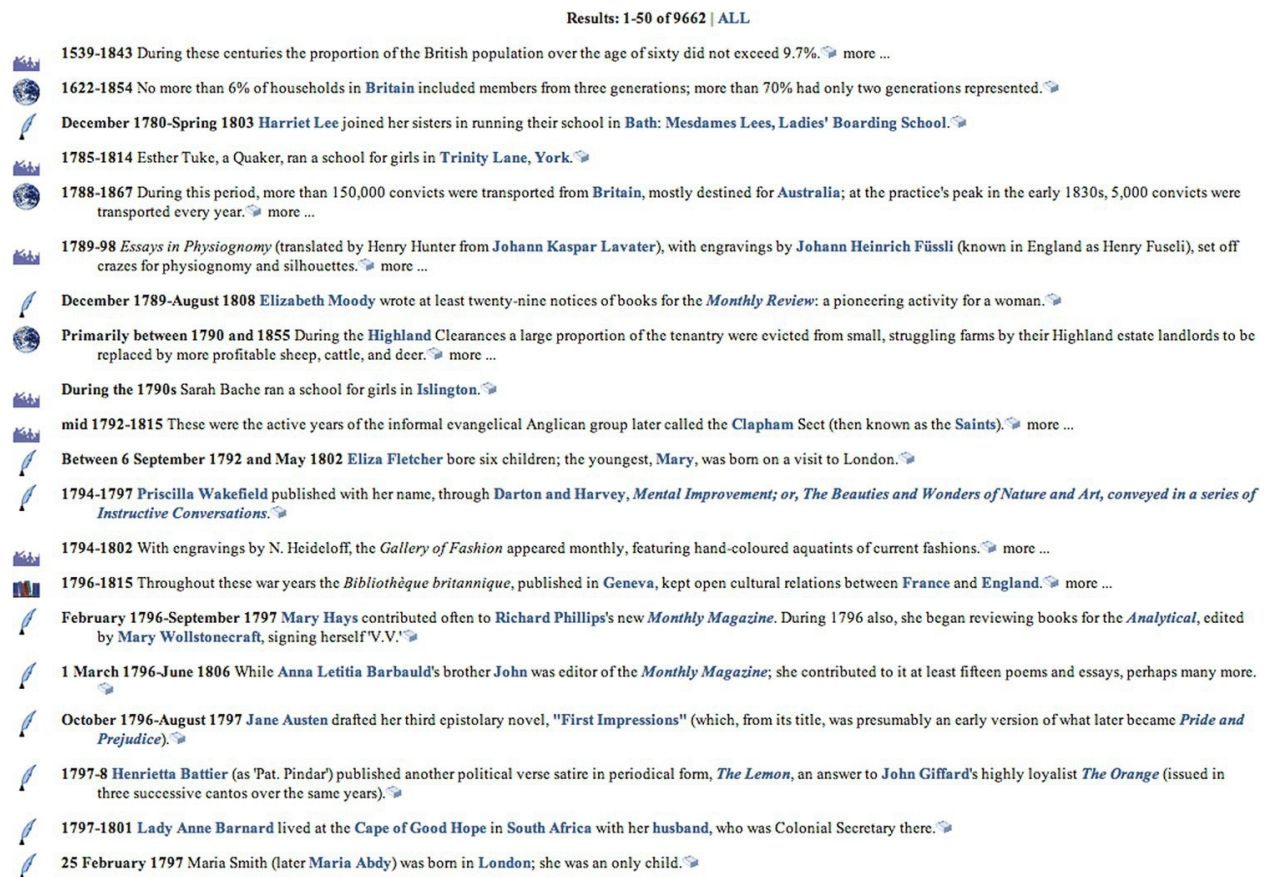 Results: 1-50 of 9662 | ALL
1539-1843 During these centuries the proportion of the British population over the age of sixty did not exceed 9.7%. more ...
1622-1854 No more than 6% of households in Britain included members from three generations; more than 70% had only two generations represented.
December 1780-Spring 1803 Harriet Lee joined her sisters in running their school in Bath: Mesdames Lees, Ladies' Boarding School.
1785-1814 Esther Tuke, a Quaker, ran a school for girls in Trinity Lane, York.
1788-1867 During this period, more than 150,000 convicts were transported from Britain, mostly destined for Australia; at the practice's peak in the early 1830s, 5,000 convicts were
transported every year. more ...
1789-98 Essays in Physiognomy (translated by Henry Hunter from Johann Kaspar Lavater), with engravings by Johann Heinrich Füssli (known in England as Henry Fuseli), set off
crazes for physiognomy and silhouettes. more ...
December 1789-August 1808 Elizabeth Moody wrote at least twenty-nine notices of books for the Monthly Review: a pioneering activity for a woman.
Primarily between 1790 and 1855 During the Highland Clearances a large proportion of the tenantry were evicted from small, struggling farms by their Highland estate landlords to be
replaced by more profitable sheep, cattle, and deer. more ...
During the 1790s Sarah Bache ran a school for girls in Islington.
mid 1792-1815 These were the active years of the informal evangelical Anglican group later called the Clapham Sect (then known as the Saints). more ...
Between 6 September 1792 and May 1802 Eliza Fletcher bore six children; the youngest, Mary, was born on a visit to London.
1794-1797 Priscilla Wakefield published with her name, through Darton and Harvey, Mental Improvement; or, The Beauties and Wonders of Nature and Art, conveyed in a series of
Instructive Conversations.
1794-1802 With engravings by N. Heideloff, the Gallery of Fashion appeared monthly, featuring hand-coloured aquatints of current fashions. more ...
1796-1815 Throughout these war years the Bibliothèque britannique, published in Geneva, kept open cultural relations between France and England. more ...
February 1796-September 1797 Mary Hays contributed often to Richard Phillips's new Monthly Magazine. During 1796 also, she began reviewing books for the Analytical, edited
by Mary Wollstonecraft, signing herself 'V.V.'
1 March 1796-June 1806 While Anna Letitia Barbauld's brother John was editor of the Monthly Magazine; she contributed to it at least fifteen poems and essays, perhaps many more.
October 1796-August 1797 Jane Austen drafted her third epistolary novel, "First Impressions" (which, from its title, was presumably an early version of what later became Pride and
Prejudice).
1797-8 Henrietta Battier (as 'Pat. Pindar') published another political verse satire in periodical form, The Lemon, an answer to John Giffard's highly loyalist The Orange (issued in
three successive cantos over the same years).
1797-1801 Lady Anne Barnard lived at the Cape of Good Hope in South Africa with her husband, who was Colonial Secretary there.
25 February 1797 Maria Smith (later Maria Abdy) was born in London; she was an only child.